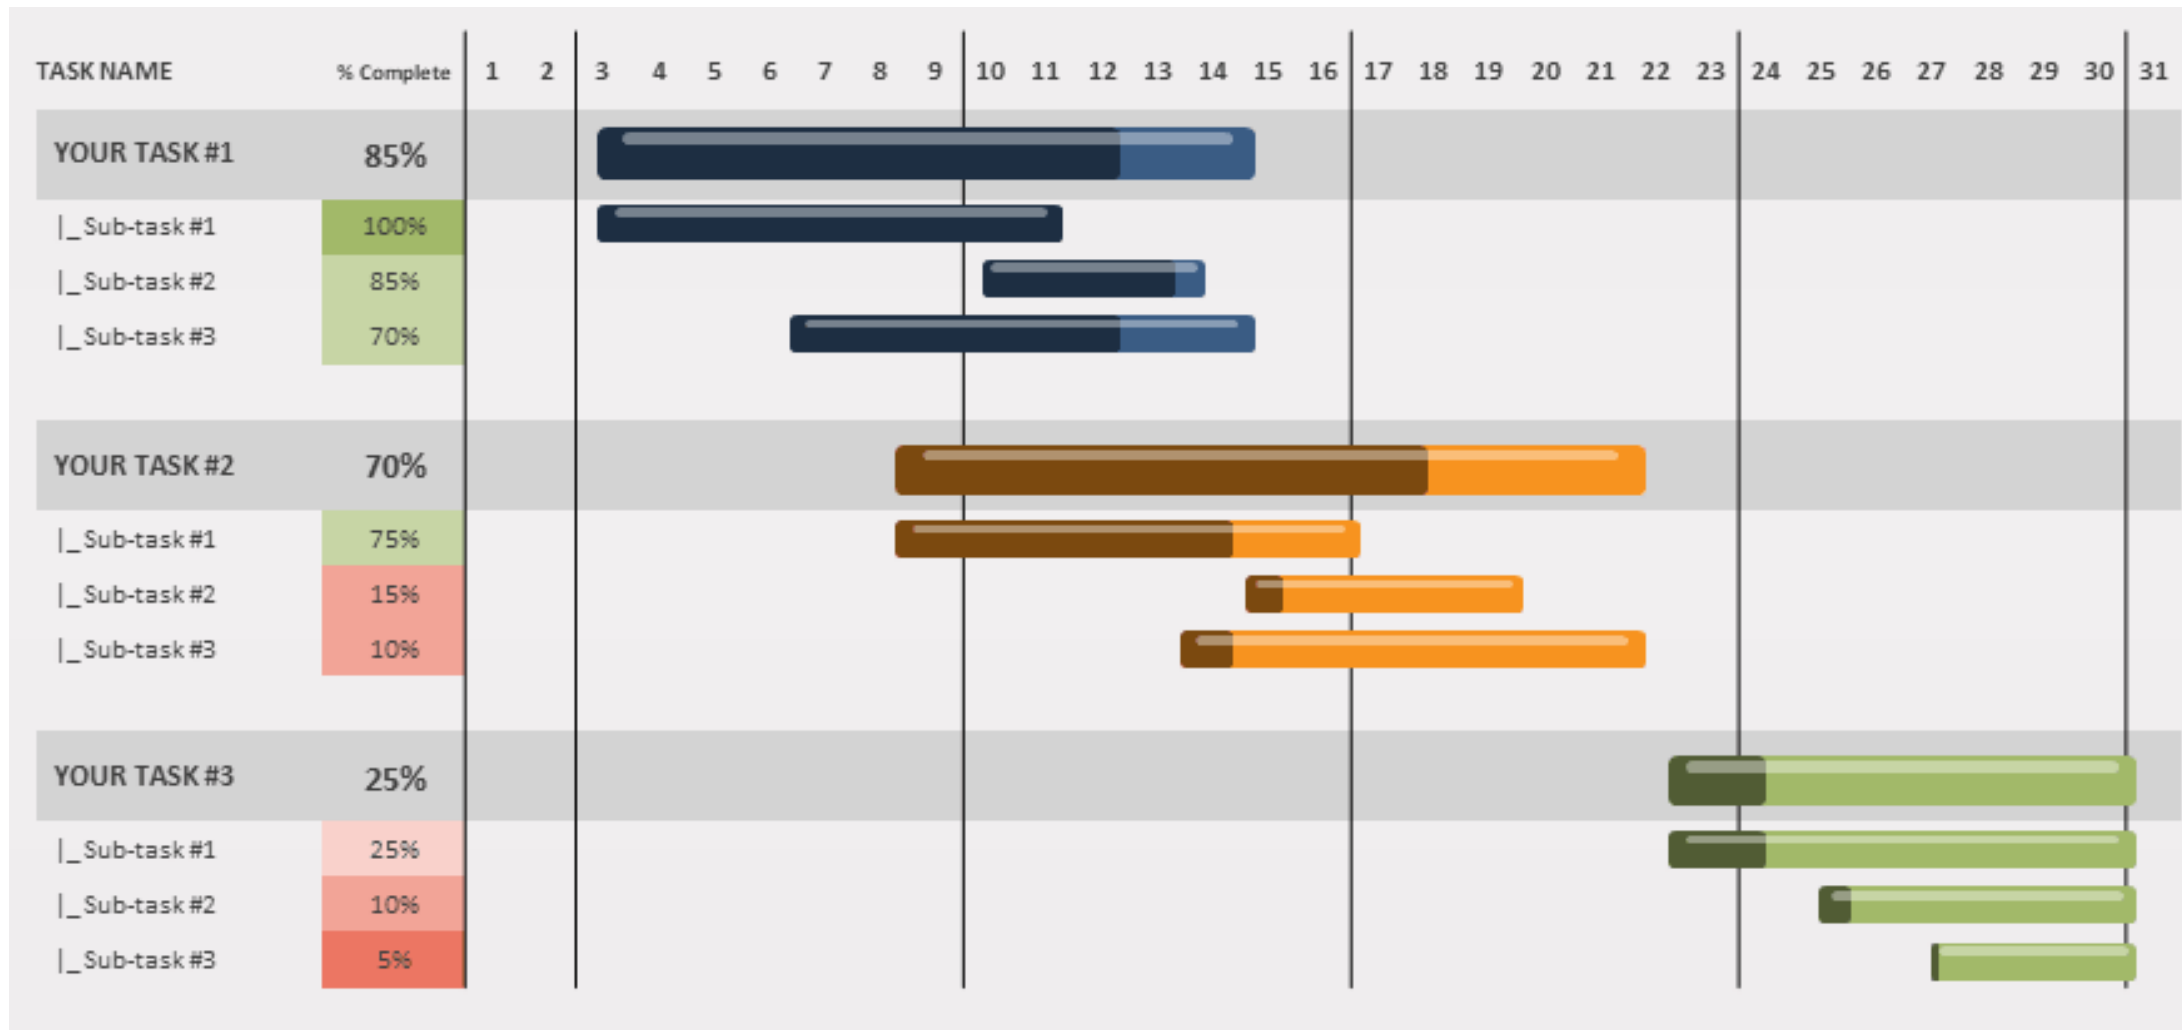 TASK NAME % Complete 1 2 3 4 5 6 7 8 9 10 11 12 13 14 15 16 17 18 19 20 21 22 23 24 25 26 27 28 29 30 31
YOUR TASK #1 85%
|_Sub-task #1 100%
|_Sub-task #2 85%
|_Sub-task #3 70%
YOUR TASK #2 70%
|_Sub-task #1 75%
|_Sub-task #2 15%
|_Sub-task #3 10%
YOUR TASK #3 25%
|_Sub-task #1 25%
|_Sub-task #2 10%
|_Sub-task #3 5%